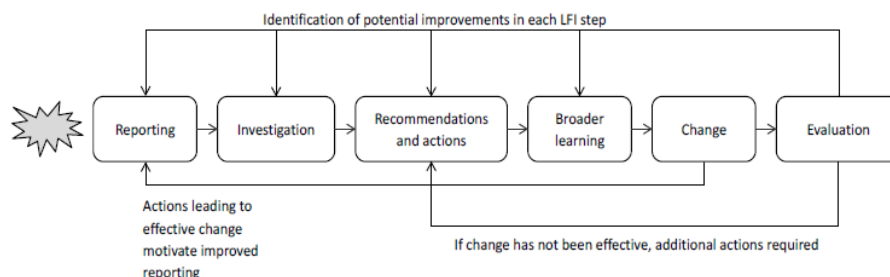 Identification of potential improvements in each LFI step
Reporting
Investigation
Recommendations
and actions
Broader
learning
Change
Evaluation
Actions leading to
effective change
motivate improved
reporting
If change has not been effective, additional actions required